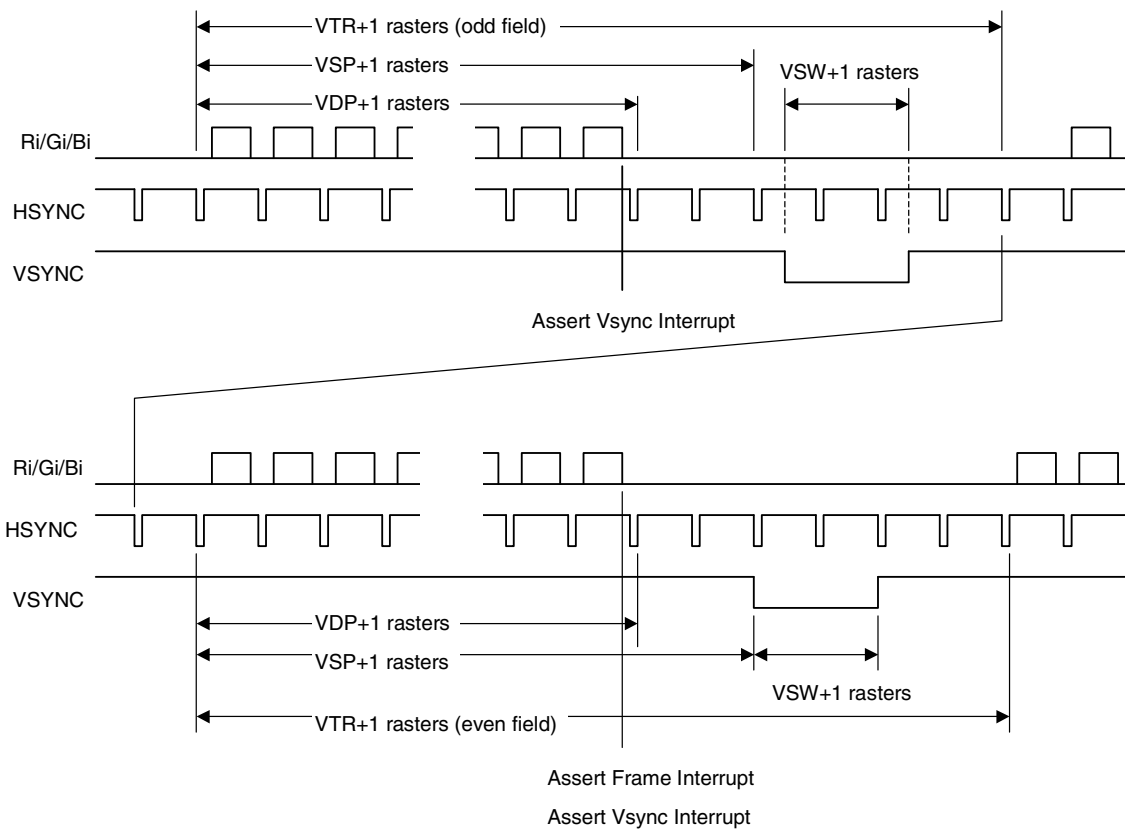 VTR+1 rasters (odd field)
VSP+1 rasters
VSW+1 rasters
VDP+1 rasters
Ri/Gi/Bi
HSYNC
VSYNC
Assert Vsync Interrupt
Ri/Gi/Bi
HSYNC
VSYNC
VDP+1 rasters
VSP+1 rasters
VSW+1 rasters
VTR+1 rasters (even field)
Assert Frame Interrupt
Assert Vsync Interrupt